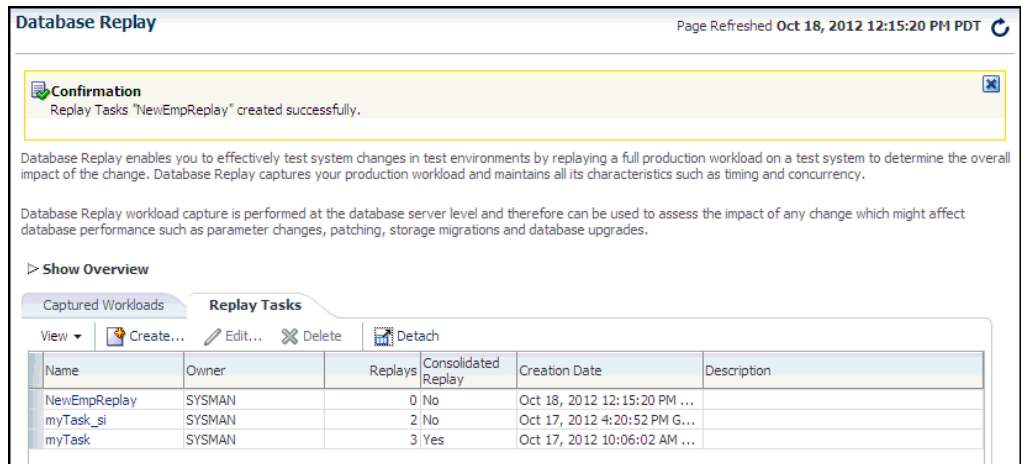 Database Replay
Page Refreshed Oct 18, 2012 12:15:20 PM PDT
Confirmation
Replay Tasks "NewEmpReplay" created successfully.
Database Replay enables you to effectively test system changes in test environments by replaying a full production workload on a test system to determine the overall
impact of the change. Database Replay captures your production workload and maintains all its characteristics such as timing and concurrency.
Database Replay workload capture is performed at the database server level and therefore can be used to assess the impact of any change which might affect
database performance such as parameter changes, patching, storage migrations and database upgrades.
Show Overview
Captured Workloads Replay Tasks
View Create... Edit... Delete Detach
Name Owner Replays Consolidated Replay Creation Date Description
NewEmpReplay SYSMAN 0 No Oct 18, 2012 12:15:20 PM ...
myTask_si SYSMAN 2 No Oct 17, 2012 4:20:52 PM G...
myTask SYSMAN 3 Yes Oct 17, 2012 10:06:02 AM ...